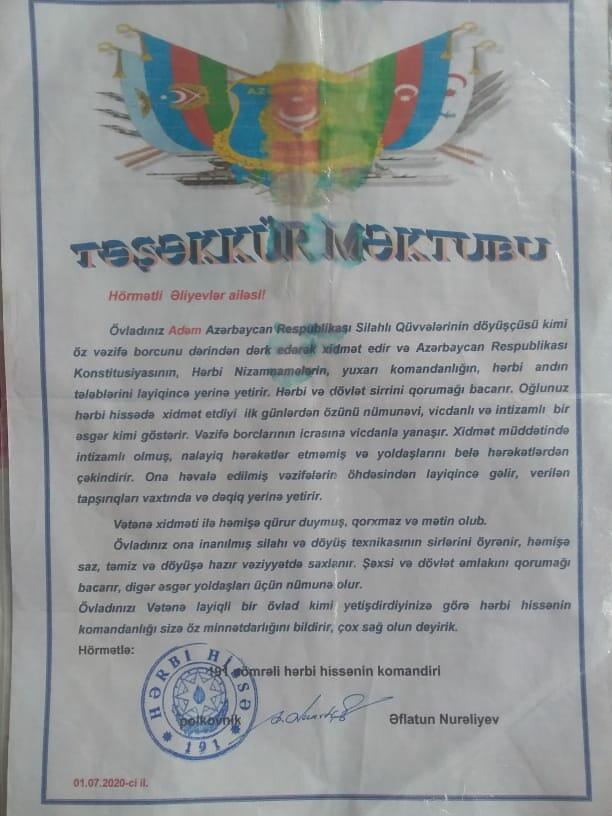 AZ
TƏŞƏKKÜR MƏKTUBU
Hörmətli Əliyevlər ailəsi!
Övladınız Adəm Azərbaycan Respublikası Silahlı Qüvvələrinin döyüşçüsü kimi
öz vəzifə borcunu dərindən dərk edərək xidmət edir və Azərbaycan Respublikası
Konstitusiyasının, Hərbi Nizamnamələrin, yuxarı komandanlığın, hərbi andın
tələblərini layiqincə yerinə yetirir. Hərbi və dövlət sirrini qorumağı bacarır. Oğlunuz
hərbi hissədə xidmət etdiyi ilk günlərdən özünü nümunəvi, vicdanlı və intizamlı bir
əsgər kimi göstərir. Vəzifə borclarının icrasına vicdanla yanaşır. Xidmət müddətində
intizamlı olmuş, nalayiq hərəkətlər etməmiş və yoldaşlarını belə hərəkətlərdən
çəkindirir. Ona həvalə edilmiş vəzifələrin öhdəsindən layiqincə gəlir, verilən
tapşırıqları vaxtında və dəqiq yerinə yetirir.
Vətənə xidməti ilə həmişə qürur duymuş, qorxmaz və mətin olub.
Övladınız ona inanılmış silahı və döyüş texnikasının sirlərini öyrənir, həmişə
saz, təmiz və döyüşə hazır vəziyyətdə saxlanır. Şəxsi və dövlət əmlakını qorumağı
bacarır, digər əsgər yoldaşları üçün nümunə olur.
Övladınızı Vətənə layiqli bir övlad kimi yetişdirdiyinizə görə hərbi hissənin
komandanlığı sizə öz minnətdarlığını bildirir, çox sağ olun deyirik.
Hörmətlə:
191 nömrəli hərbi hissənin komandiri
polkovnik Əflatun Nurəliyev
HƏRBİ HİSSƏ
* 191 *
01.07.2020-ci il.